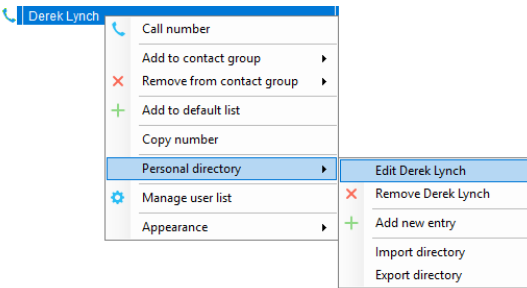 Derek Lynch
Call number
Add to contact group
Remove from contact group
Add to default list
Copy number
Personal directory
Manage user list
Appearance
Edit Derek Lynch
Remove Derek Lynch
Add new entry
Import directory
Export directory